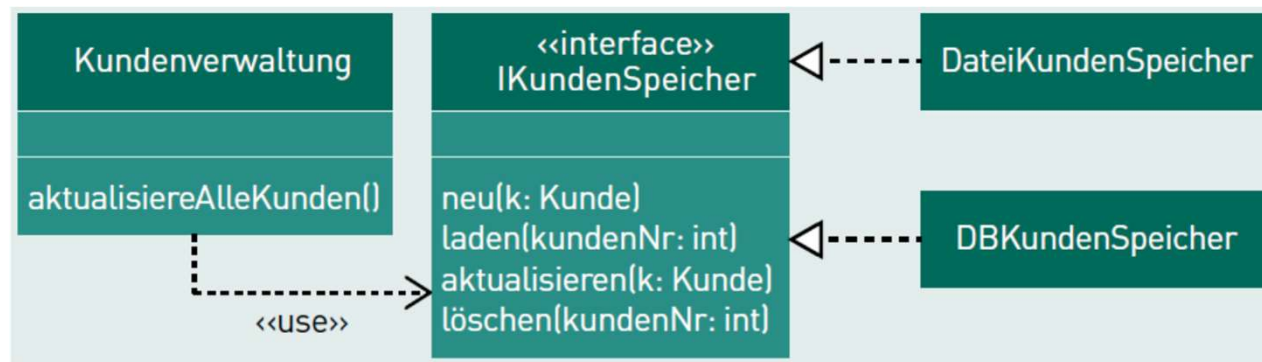 Kundenverwaltung
aktualisiereAlleKunden()
‹‹use››
‹‹interface››
IKundenSpeicher
neu(k: Kunde)
laden(kundenNr: int)
aktualisieren(k: Kunde)
löschen(kundenNr: int)
DateiKundenSpeicher
DBKundenSpeicher